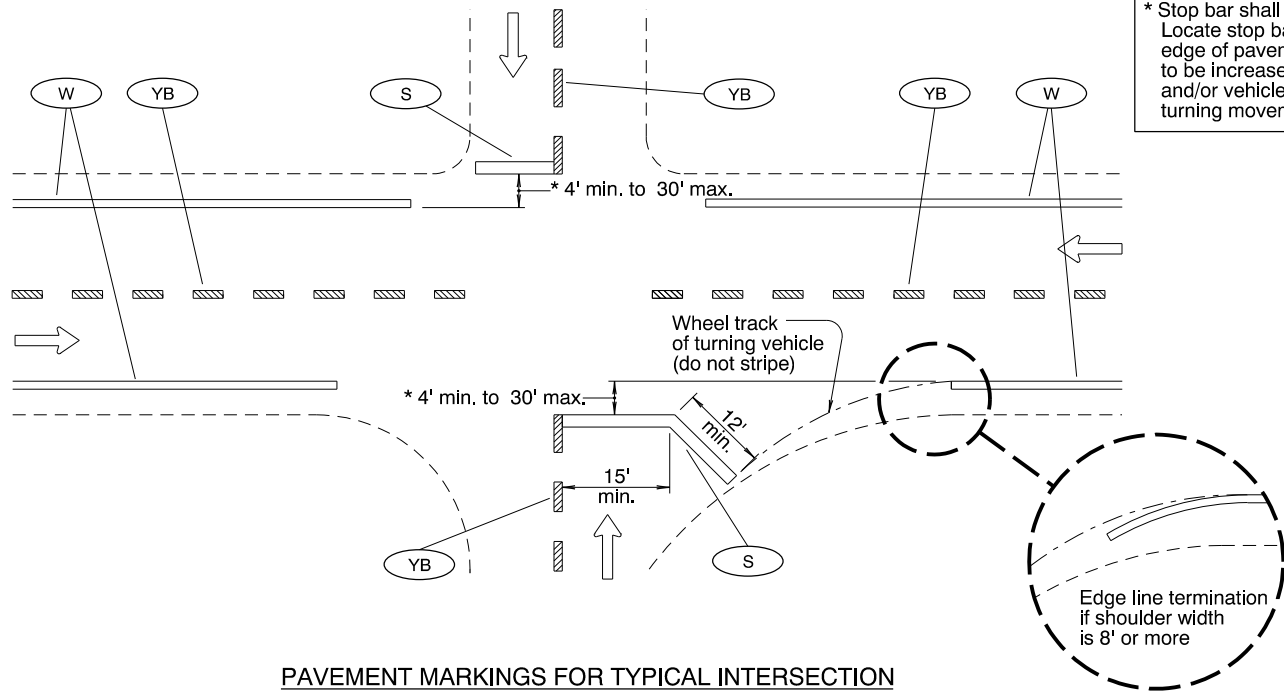 * Stop bar shall
Locate stop ba
edge of paven
to be increase
and/or vehicle
turning mover
W
YB
S
YB
YB
W
* 4' min. to 30' max.
Wheel track
of turning vehicle
(do not stripe)
* 4' min. to 30' max.
12'
min.
15'
min.
YB
S
Edge line termination
if shoulder width
is 8' or more
PAVEMENT MARKINGS FOR TYPICAL INTERSECTION